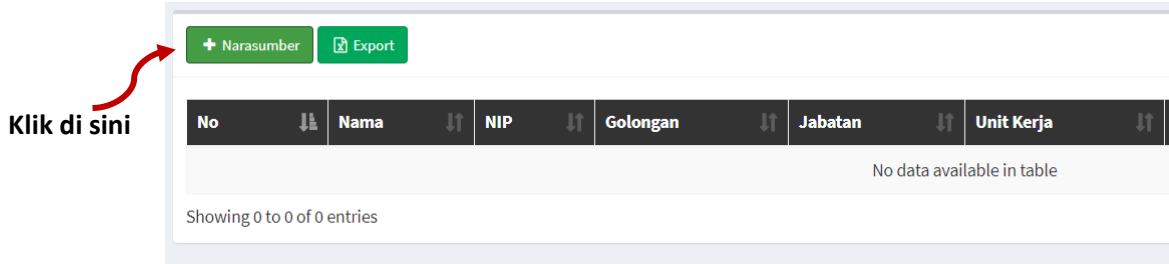 + Narasumber Export
Klik di sini
No Nama NIP Golongan Jabatan Unit Kerja
No data available in table
Showing 0 to 0 of 0 entries